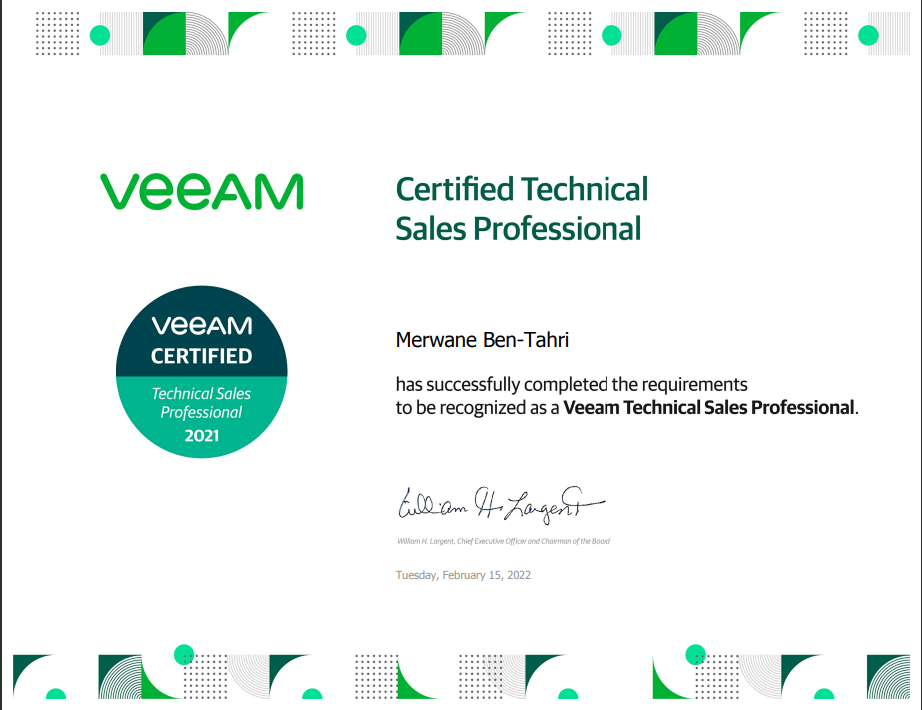 veeAM
Certified Technical
Sales Professional
veeAM
CERTIFIED
Technical Sales
Professional
2021
Merwane Ben-Tahri
has successfully completed the requirements
to be recognized as a Veeam Technical Sales Professional.
William H. Largent
William H. Largent, Chief Executive Officer and Chairman of the Board
Tuesday, February 15, 2022